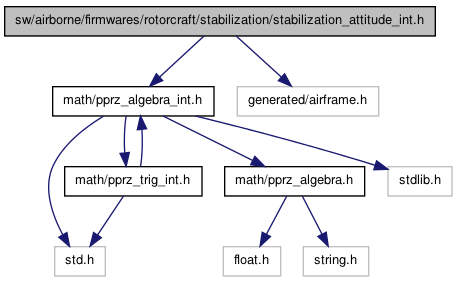 sw/airborne/firmwares/rotorcraft/stabilization/stabilization_attitude_int.h
math/pprz_algebra_int.h
generated/airframe.h
math/pprz_trig_int.h
math/pprz_algebra.h
stdlib.h
std.h
float.h
string.h